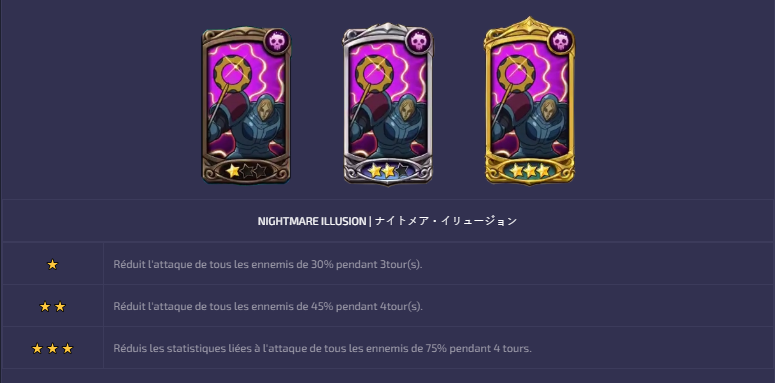 NIGHTMARE ILLUSION | ナイトメア・イリュージョン
Réduit l'attaque de tous les ennemis de 30% pendant 3tour(s).
Réduit l'attaque de tous les ennemis de 45% pendant 4tour(s).
Réduis les statistiques liées à l'attaque de tous les ennemis de 75% pendant 4 tours.